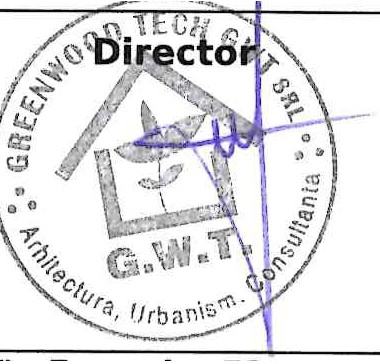 GREENWOOD TECH GWT SRL
Director
G.W.T.
Arhitectura, Urbanism. Consultanta